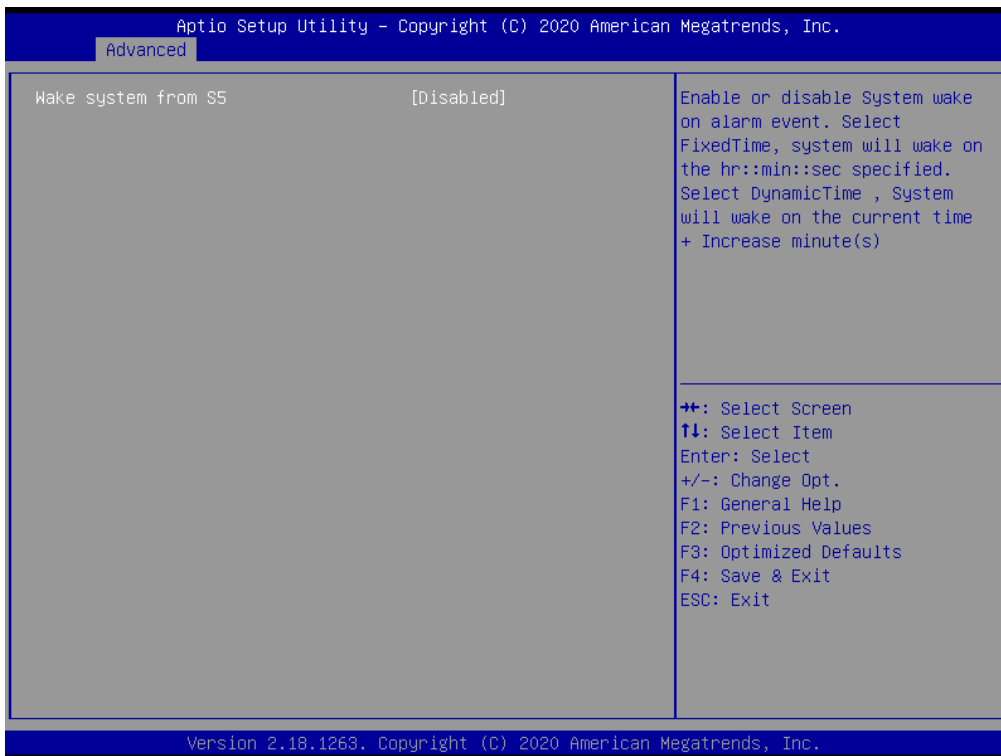 Aptio Setup Utility – Copyright (C) 2020 American Megatrends, Inc.
Advanced
Wake system from S5 [Disabled]
Enable or disable System wake
on alarm event. Select
FixedTime, system will wake on
the hr::min::sec specified.
Select DynamicTime , System
will wake on the current time
+ Increase minute(s)
→←: Select Screen
↑↓: Select Item
Enter: Select
+/-: Change Opt.
F1: General Help
F2: Previous Values
F3: Optimized Defaults
F4: Save & Exit
ESC: Exit
Version 2.18.1263. Copyright (C) 2020 American Megatrends, Inc.